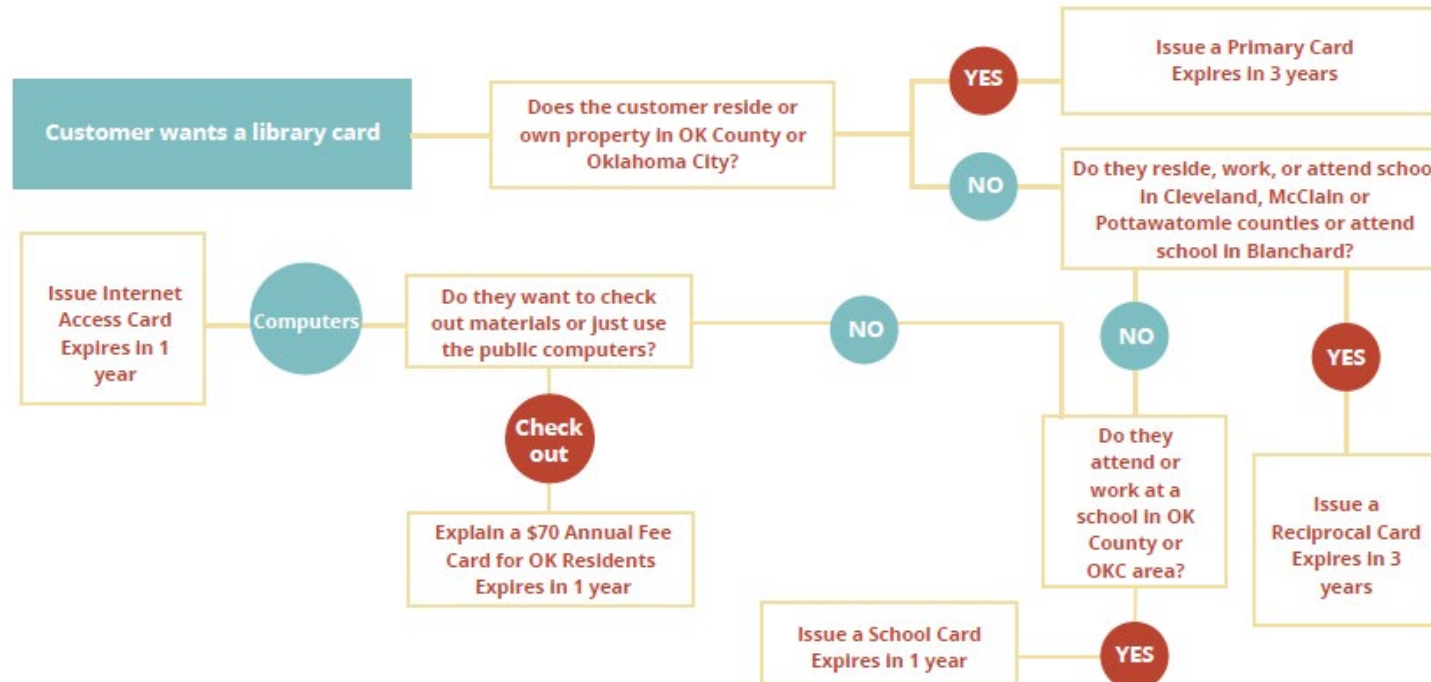 Customer wants a library card
Does the customer reside or
own property in OK County or
Oklahoma City?
YES
Issue a Primary Card
Expires in 3 years
NO
Do they reside, work, or attend schoo
in Cleveland, McClain or
Pottawatomie counties or attend
school in Blanchard?
NO
YES
Do they
attend or
work at a
school in OK
County or
OKC area?
Issue a
Reciprocal Card
Expires in 3
years
YES
Issue a School Card
Expires in 1 year
NO
Do they want to check
out materials or just use
the public computers?
Computers
Issue Internet
Access Card
Expires in 1
year
Check
out
Explain a $70 Annual Fee
Card for OK Residents
Expires in 1 year